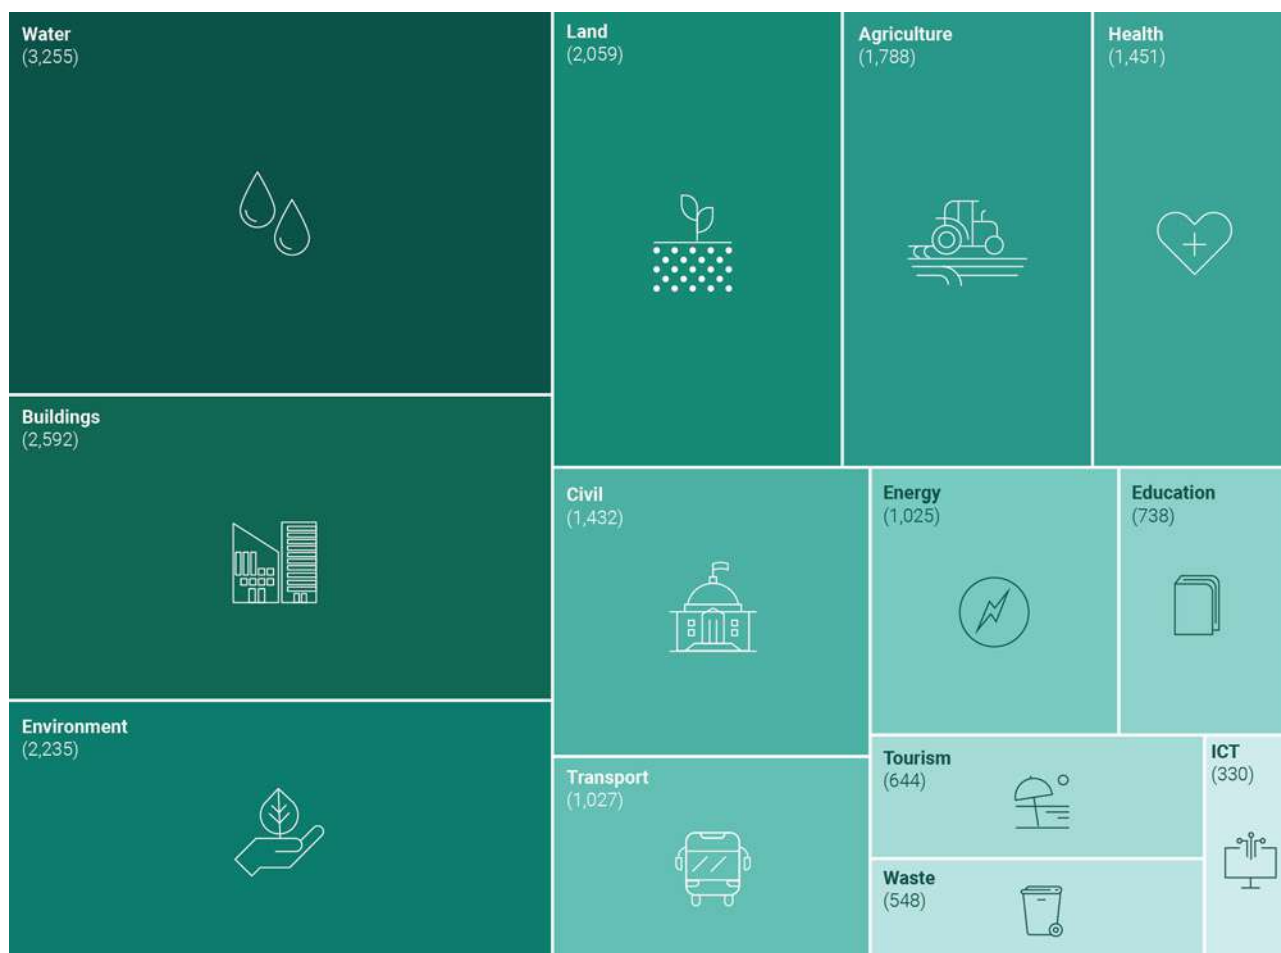 Water
(3,255)
Land
(2,059)
Agriculture
(1,788)
Health
(1,451)
Buildings
(2,592)
Civil
(1,432)
Energy
(1,025)
Education
(738)
Environment
(2,235)
Transport
(1,027)
Tourism
(644)
ICT
(330)
Waste
(548)